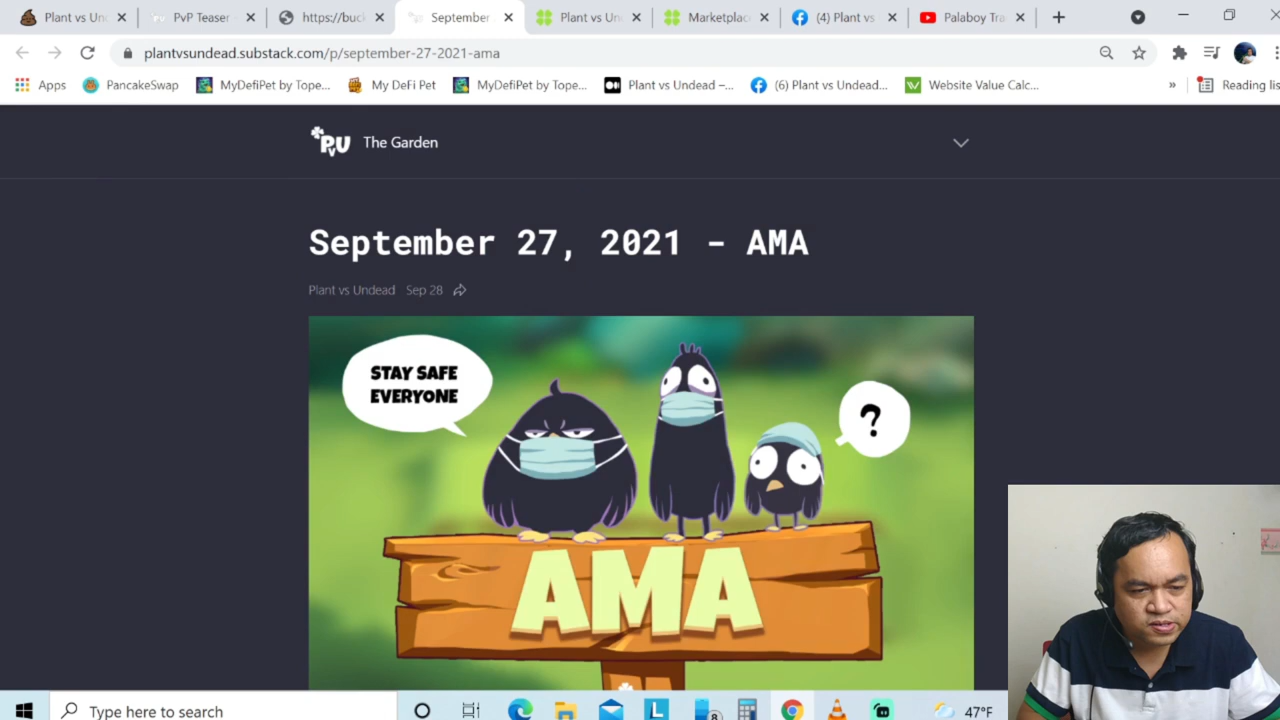 Plant vs Un
PvP Teaser
https://buc
September
Plant vs Un
Marketplac
(4) Plant vs
Palaboy Tra
plantvsundead.substack.com/p/september-27-2021-ama
Apps
PancakeSwap
MyDefiPet by Tope...
My DeFi Pet
MyDefiPet by Tope...
Plant vs Undead –...
(6) Plant vs Undead...
Website Value Calc...
»
Reading lis
PvU
The Garden
September 27, 2021 - AMA
Plant vs Undead Sep 28
STAY SAFE
EVERYONE
?
AMA
Type here to search
L
8
47°F